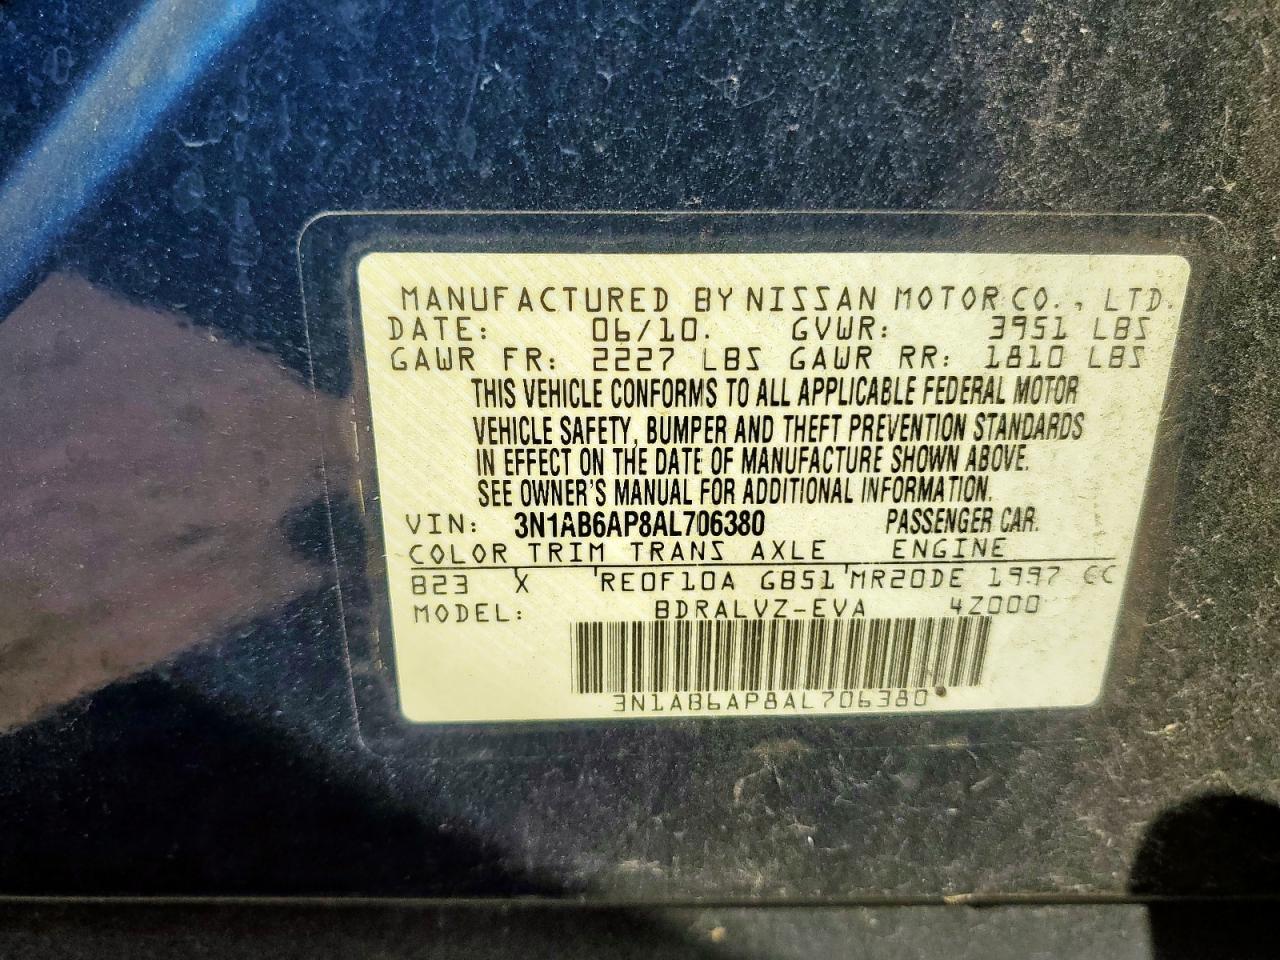 MANUFACTURED BY NISSAN MOTOR CO., LTD.
DATE: 06/10. GVWR: 3951 LBS
GAWR FR: 2227 LBS GAWR RR: 1810 LBS
THIS VEHICLE CONFORMS TO ALL APPLICABLE FEDERAL MOTOR
VEHICLE SAFETY, BUMPER AND THEFT PREVENTION STANDARDS
IN EFFECT ON THE DATE OF MANUFACTURE SHOWN ABOVE.
SEE OWNER'S MANUAL FOR ADDITIONAL INFORMATION.
VIN: 3N1AB6AP8AL706380 PASSENGER CAR.
COLOR TRIM TRANS AXLE ENGINE
B23 X RE0F10A GB51 MR20DE 1997 CC
MODEL: BDRALVZ-EVA 4Z000
3N1AB6AP8AL706380